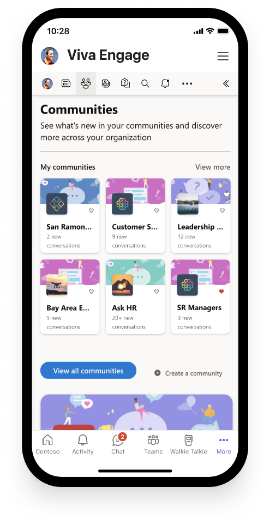 10:28
Viva Engage
Communities
See what's new in your communities and discover
more across your organization
My communities
View more
San Ramon...
2 new
conversations
Customer S...
9 new
conversations
Leadership ...
12 new
conversations
Bay Area E...
5 new
conversations
Ask HR
20+ new
conversations
SR Managers
3 new
conversations
View all communities
Create a community
2
Contoso
Activity
Chat
Teams
Walkie Talkie
More